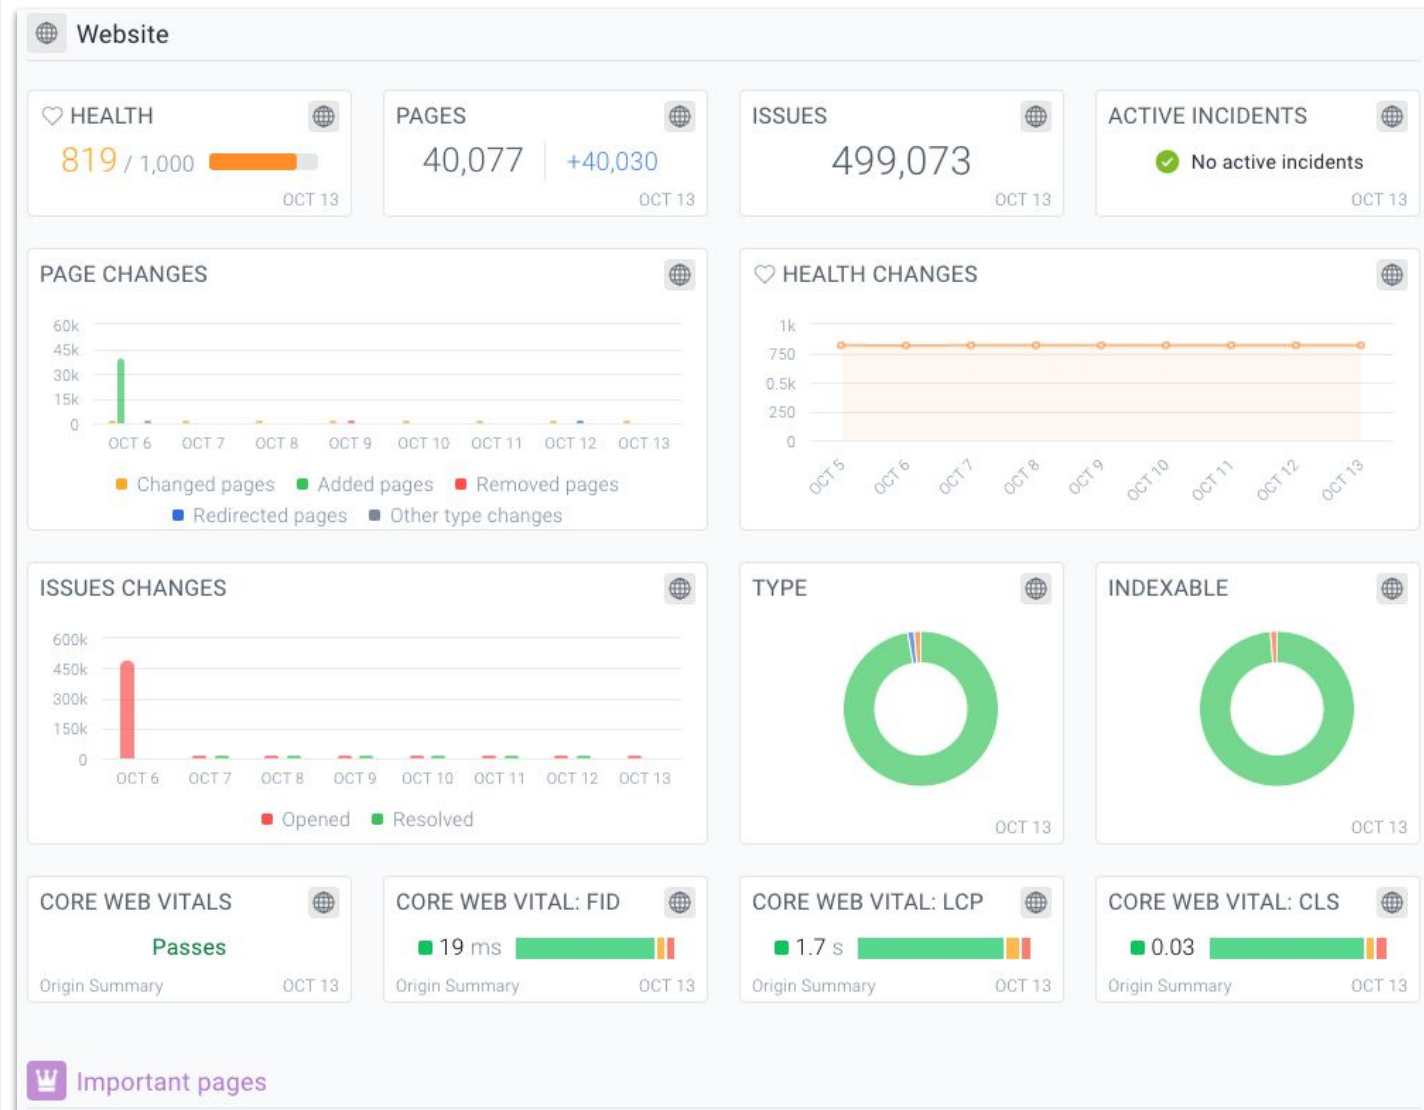 Website
HEALTH
819 / 1,000
OCT 13
PAGES
40,077 +40,030
OCT 13
ISSUES
499,073
OCT 13
ACTIVE INCIDENTS
No active incidents
OCT 13
PAGE CHANGES
60k
45k
30k
15k
0
OCT 6 OCT 7 OCT 8 OCT 9 OCT 10 OCT 11 OCT 12 OCT 13
Changed pages Added pages Removed pages
Redirected pages Other type changes
HEALTH CHANGES
1k
750
0.5k
250
0
OCT 5 OCT 6 OCT 7 OCT 8 OCT 9 OCT 10 OCT 11 OCT 12 OCT 13
ISSUES CHANGES
600k
450k
300k
150k
0
OCT 6 OCT 7 OCT 8 OCT 9 OCT 10 OCT 11 OCT 12 OCT 13
Opened Resolved
TYPE
OCT 13
INDEXABLE
OCT 13
CORE WEB VITALS
Passes
Origin Summary OCT 13
CORE WEB VITAL: FID
19 ms
Origin Summary OCT 13
CORE WEB VITAL: LCP
1.7 s
Origin Summary OCT 13
CORE WEB VITAL: CLS
0.03
Origin Summary OCT 13
Important pages